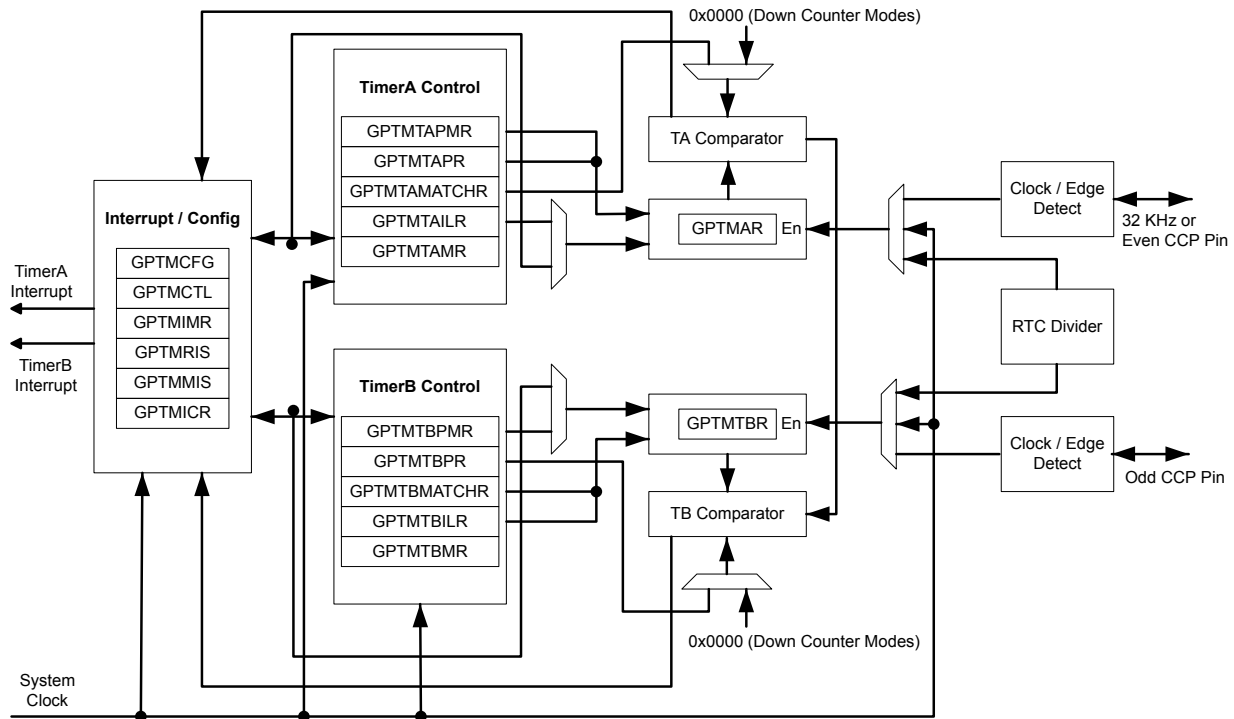 0x0000 (Down Counter Modes)
TimerA Control
GPTMTAPMR
GPTMTAPR
GPTMTAMATCHR
GPTMTAILR
GPTMTAMR
TA Comparator
GPTMAR
En
Clock / Edge
Detect
32 KHz or
Even CCP Pin
Interrupt / Config
GPTMCFG
GPTMCTL
GPTMIMR
GPTMRIS
GPTMMIS
GPTMICR
TimerA
Interrupt
TimerB
Interrupt
RTC Divider
TimerB Control
GPTMTBPMR
GPTMTBPR
GPTMTBMATCHR
GPTMTBILR
GPTMTBMR
GPTMTBR
En
TB Comparator
Clock / Edge
Detect
Odd CCP Pin
0x0000 (Down Counter Modes)
System
Clock